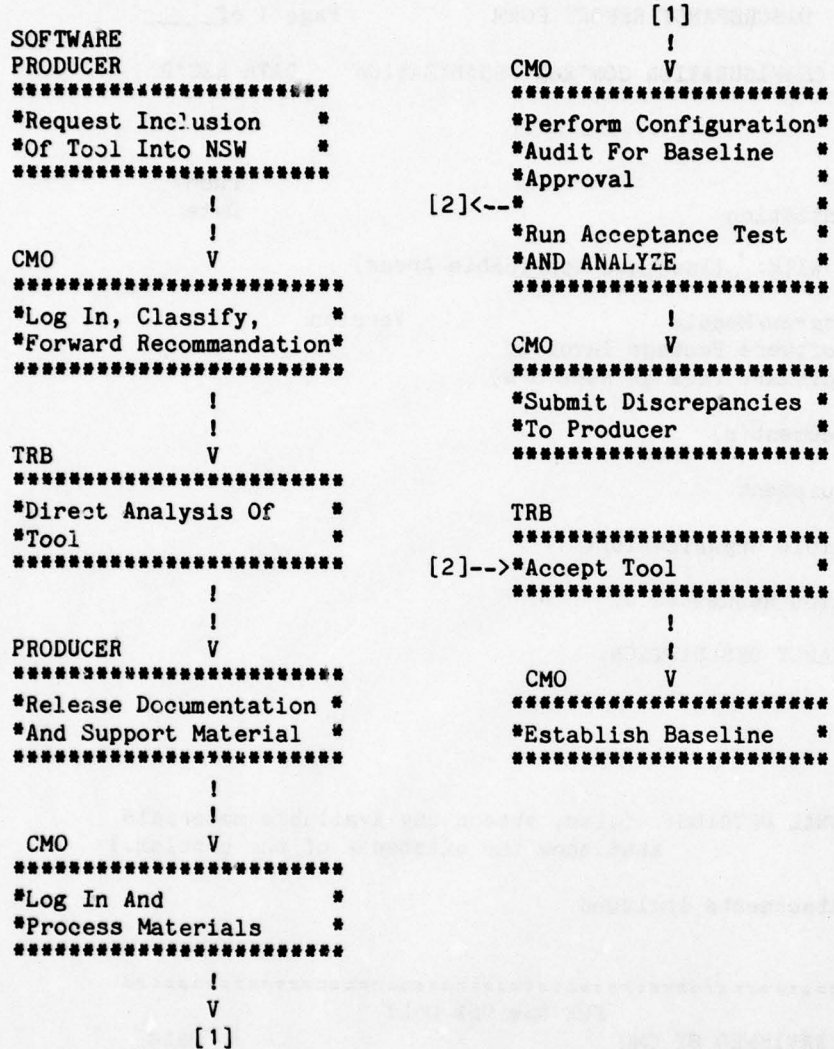 SOFTWARE
PRODUCER
***********************
*Request Inclusion *
*Of Tool Into NSW *
***********************
!
!
CMO V
************************
*Log In, Classify, *
*Forward Recommandation*
************************
!
!
TRB V
************************
*Direct Analysis Of *
*Tool *
************************
!
!
PRODUCER V
************************
*Release Documentation *
*And Support Material *
************************
!
!
CMO V
************************
*Log In And *
*Process Materials *
************************
!
V
[1]
[1]
!
CMO V
***********************
*Perform Configuration*
*Audit For Baseline *
*Approval *
[2]<--* *
*Run Acceptance Test *
*AND ANALYZE *
***********************
!
CMO V
***********************
*Submit Discrepancies *
*To Producer *
***********************
TRB
***********************
[2]-->*Accept Tool *
***********************
!
CMO V
***********************
*Establish Baseline *
***********************